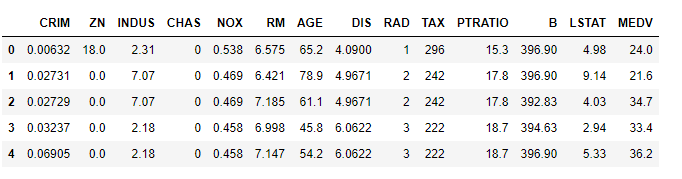 CRIM ZN INDUS CHAS NOX RM AGE DIS RAD TAX PTRATIO B LSTAT MEDV
0 0.00632 18.0 2.31 0 0.538 6.575 65.2 4.0900 1 296 15.3 396.90 4.98 24.0
1 0.02731 0.0 7.07 0 0.469 6.421 78.9 4.9671 2 242 17.8 396.90 9.14 21.6
2 0.02729 0.0 7.07 0 0.469 7.185 61.1 4.9671 2 242 17.8 392.83 4.03 34.7
3 0.03237 0.0 2.18 0 0.458 6.998 45.8 6.0622 3 222 18.7 394.63 2.94 33.4
4 0.06905 0.0 2.18 0 0.458 7.147 54.2 6.0622 3 222 18.7 396.90 5.33 36.2